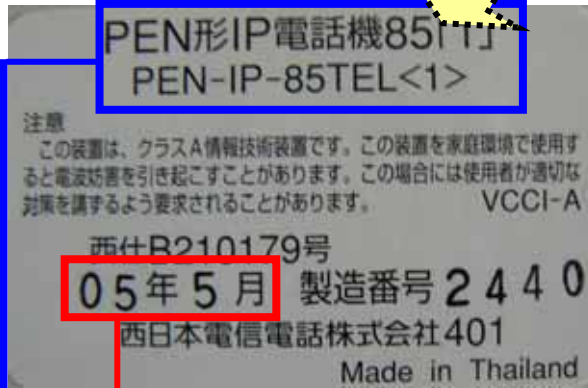 PEN形IP電話機85「1」
PEN-IP-85TEL<1>
注意
この装置は、クラスA情報技術装置です。この装置を家庭環境で使用す
ると電波妨害を引き起こすことがあります。この場合には使用者が適切な
対策を講ずるよう要求されることがあります。 VCCI-A
西仕B210179号
05年5月 製造番号 2440
西日本電信電話株式会社401
Made in Thailand